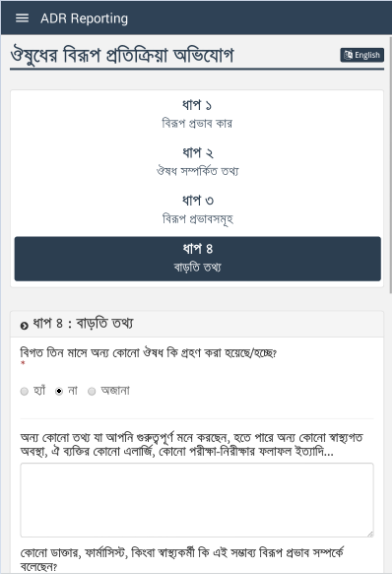 ADR Reporting
ঔষুধের বিরূপ প্রতিক্রিয়া অভিযোগ
English
ধাপ ১
বিরূপ প্রভাব কার
ধাপ ২
ঔষধ সম্পর্কিত তথ্য
ধাপ ৩
বিরূপ প্রভাবসমূহ
ধাপ ৪
বাড়তি তথ্য
ধাপ ৪ : বাড়তি তথ্য
বিগত তিন মাসে অন্য কোনো ঔষধ কি গ্রহণ করা হয়েছে/হচ্ছে?
*
হ্যাঁ না অজানা
অন্য কোনো তথ্য যা আপনি গুরুত্বপূর্ণ মনে করছেন, হতে পারে অন্য কোনো স্বাস্থ্যগত
অবস্থা, ঐ ব্যক্তির কোনো এলার্জি, কোনো পরীক্ষা-নিরীক্ষার ফলাফল ইত্যাদি...
কোনো ডাক্তার, ফার্মাসিস্ট, কিংবা স্বাস্থ্যকর্মী কি এই সম্ভাব্য বিরূপ প্রভাব সম্পর্কে
বলেছেন?